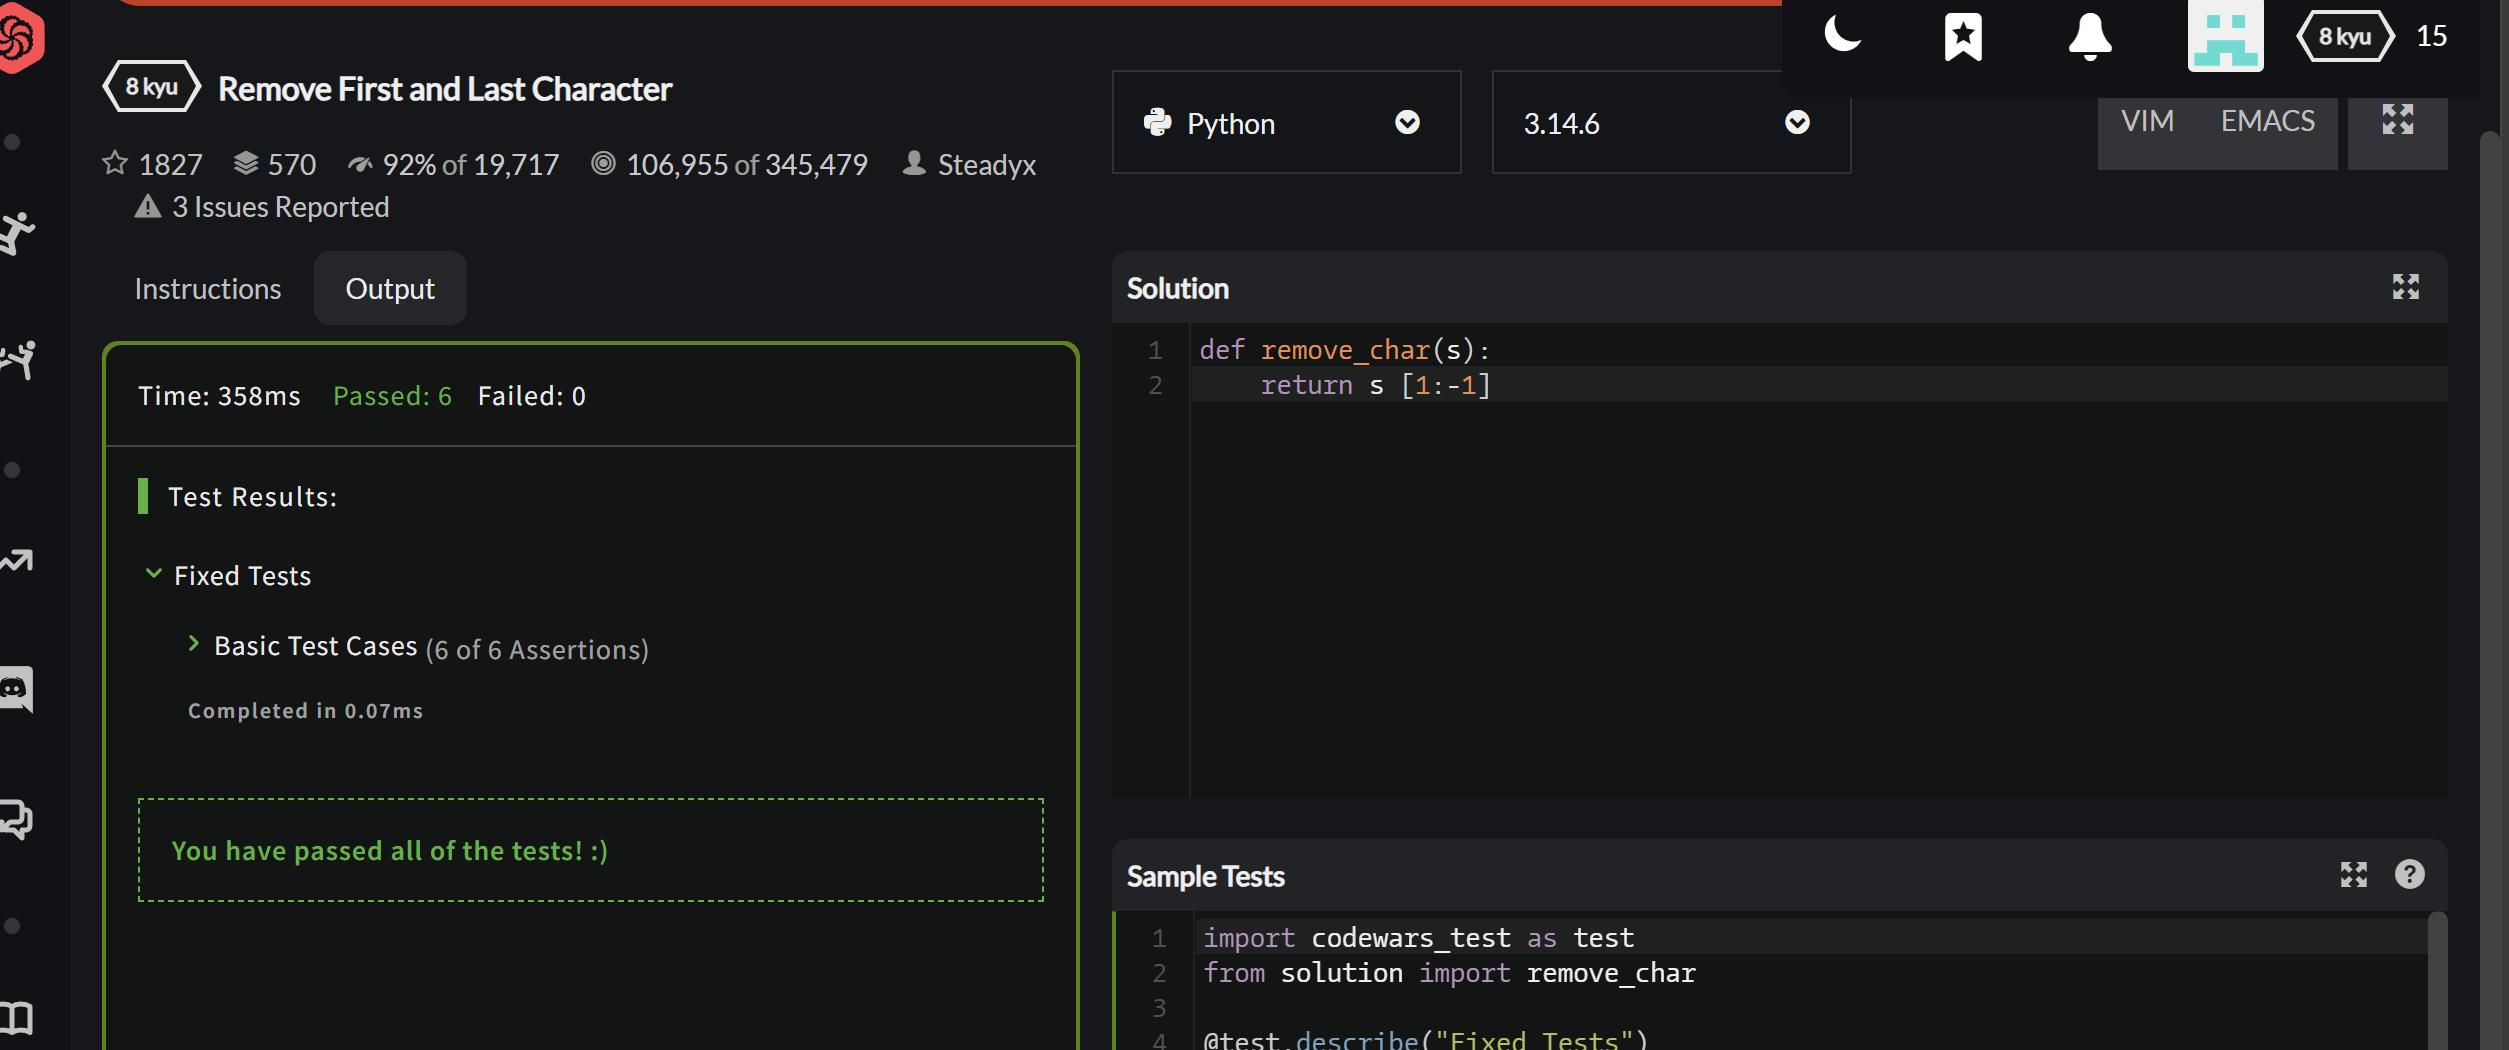 8 kyu 15
8 kyu Remove First and Last Character
1827 570 92% of 19,717 106,955 of 345,479 Steadyx
3 Issues Reported
Python
3.14.6
VIM EMACS
Instructions Output
Time: 358ms Passed: 6 Failed: 0
Test Results:
Fixed Tests
Basic Test Cases (6 of 6 Assertions)
Completed in 0.07ms
You have passed all of the tests! :)
Solution
1 def remove_char(s):
2     return s [1:-1]
Sample Tests
1 import codewars_test as test
2 from solution import remove_char
3
4 @test.describe("Fixed Tests")